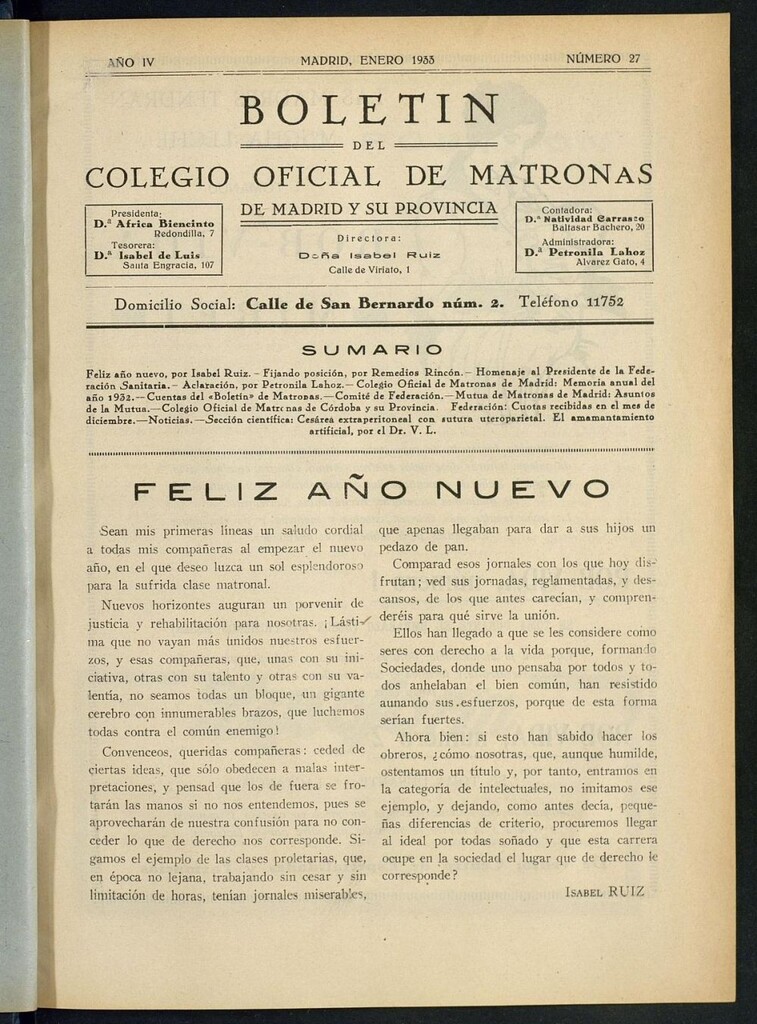 AÑO IV MADRID, ENERO 1933 NÚMERO 27
BOLETIN
DEL
COLEGIO OFICIAL DE MATRONAS
DE MADRID Y SU PROVINCIA
Presidenta:
D.ª Africa Biencinto
Redondilla, 7
Tesorera:
D.ª Isabel de Luis
Santa Engracia, 107
Directora:
Doña Isabel Ruiz
Calle de Viriato, 1
Contadora:
D.ª Natividad Carrasco
Baltasar Bachero, 20
Administradora:
D.ª Petronila Lahoz
Alvarez Gato, 4
Domicilio Social: Calle de San Bernardo núm. 2. Teléfono 11752
SUMARIO
Feliz año nuevo, por Isabel Ruiz. - Fijando posición, por Remedios Rincón. - Homenaje al Presidente de la Fede-
ración Sanitaria. - Aclaración, por Petronila Lahoz. — Colegio Oficial de Matronas de Madrid: Memoria anual del
año 1932. — Cuentas del «Boletin» de Matronas. — Comité de Federación. — Mutua de Matronas de Madrid: Asuntos
de la Mutua. — Colegio Oficial de Matronas de Córdoba y su Provincia. Federación: Cuotas recibidas en el mes de
diciembre. — Noticias. — Sección científica: Cesárea extraperitoneal con sutura uteroparietal. El amamantamiento
artificial, por el Dr. V. L.
FELIZ AÑO NUEVO
Sean mis primeras líneas un saludo cordial
a todas mis compañeras al empezar el nuevo
año, en el que deseo luzca un sol esplendoroso
para la sufrida clase matronal.
Nuevos horizontes auguran un porvenir de
justicia y rehabilitación para nosotras. ¡Lásti-
ma que no vayan más unidos nuestros esfuer-
zos, y esas compañeras, que, unas con su ini-
ciativa, otras con su talento y otras con su va-
lentía, no seamos todas un bloque, un gigante
cerebro con innumerables brazos, que luchemos
todas contra el común enemigo!
Convenceos, queridas compañeras: ceded de
ciertas ideas, que sólo obedecen a malas inter-
pretaciones, y pensad que los de fuera se fro-
tarán las manos si no nos entendemos, pues se
aprovecharán de nuestra confusión para no con-
ceder lo que de derecho nos corresponde. Si-
gamos el ejemplo de las clases proletarias, que,
en época no lejana, trabajando sin cesar y sin
limitación de horas, tenían jornales miserables,
que apenas llegaban para dar a sus hijos un
pedazo de pan.
Comparad esos jornales con los que hoy dis-
frutan; ved sus jornadas, reglamentadas, y des-
cansos, de los que antes carecían, y compren-
deréis para qué sirve la unión.
Ellos han llegado a que se les considere como
seres con derecho a la vida porque, formando
Sociedades, donde uno pensaba por todos y to-
dos anhelaban el bien común, han resistido
aunando sus esfuerzos, porque de esta forma
serían fuertes.
Ahora bien: si esto han sabido hacer los
obreros, ¿cómo nosotras, que, aunque humilde,
ostentamos un título y, por tanto, entramos en
la categoría de intelectuales, no imitamos ese
ejemplo, y dejando, como antes decía, peque-
ñas diferencias de criterio, procuremos llegar
al ideal por todas soñado y que esta carrera
ocupe en la sociedad el lugar que de derecho le
corresponde?
ISABEL RUIZ